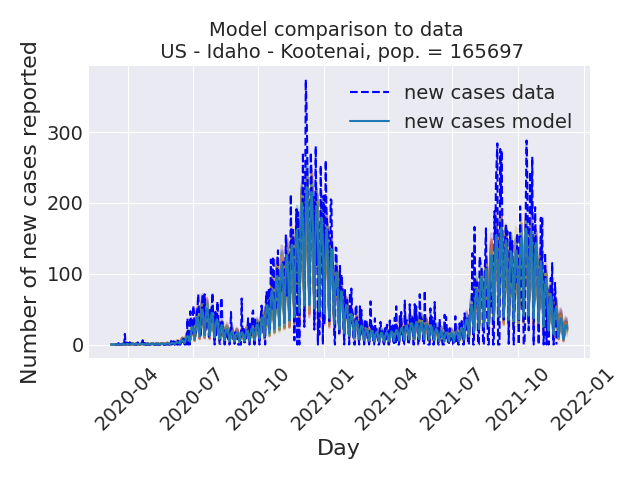 Model comparison to data
US - Idaho - Kootenai, pop. = 165697
Number of new cases reported
300
200
100
0
new cases data
new cases model
2020-04
2020-07
2020-10
2021-01
2021-04
2021-07
2021-10
2022-01
Day